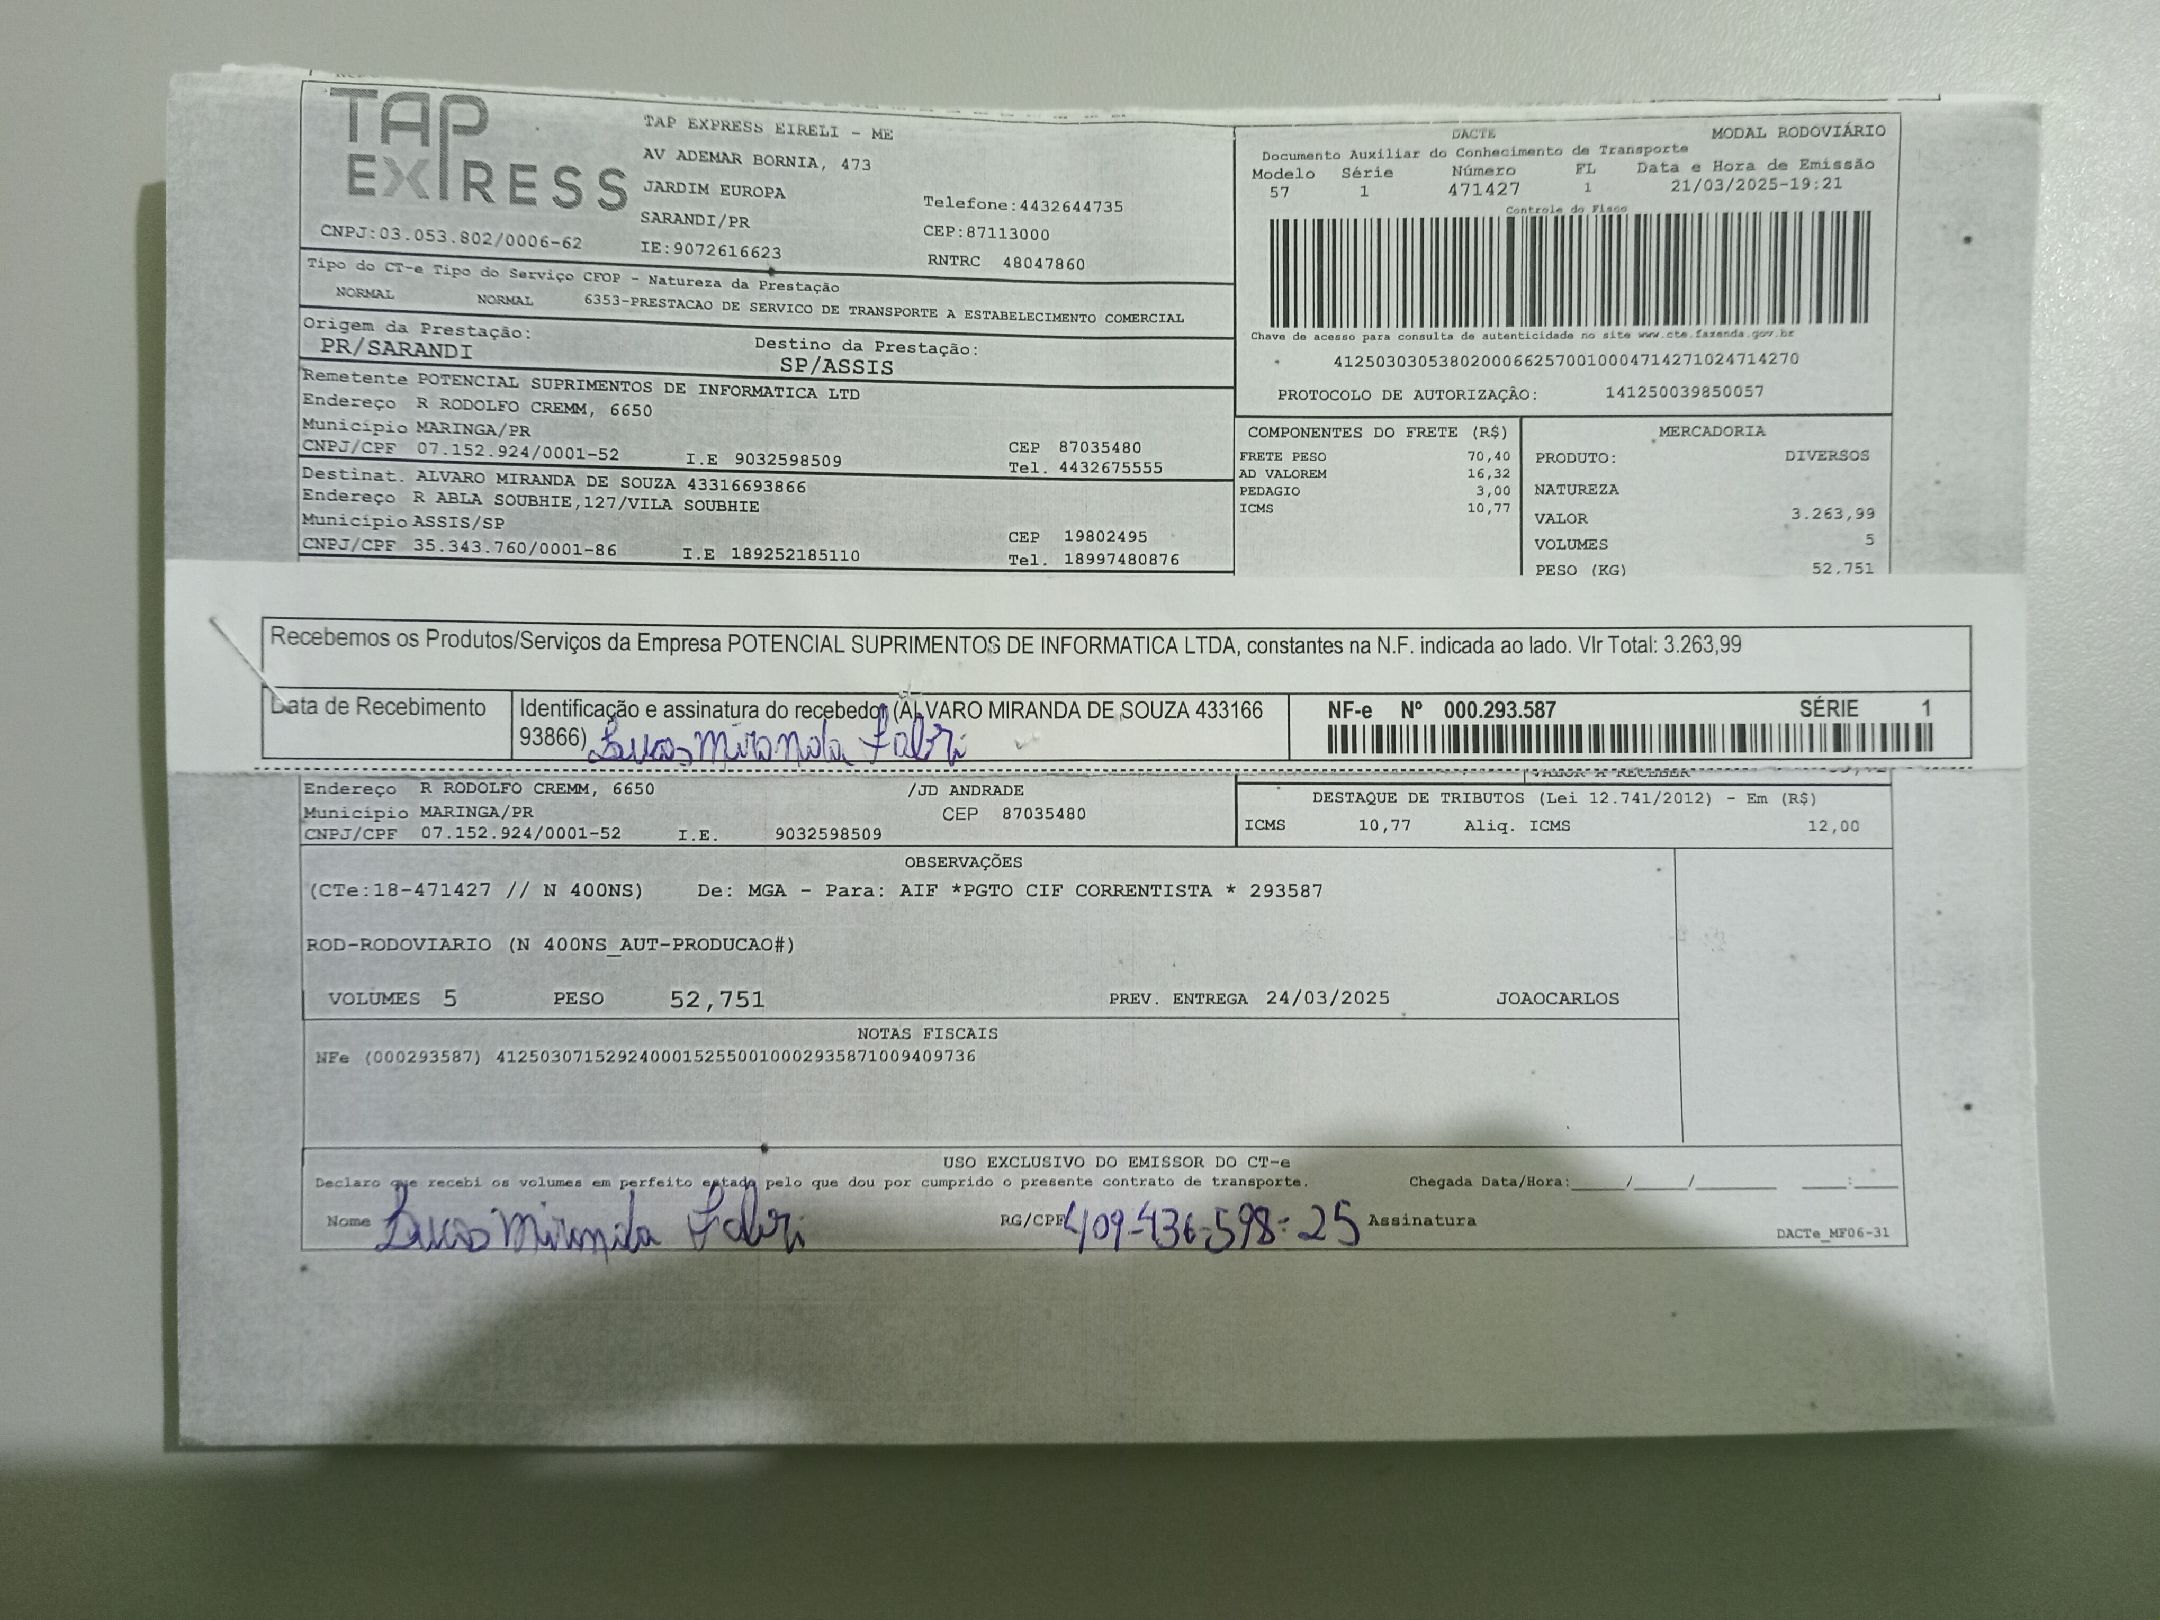 TAP
EXPRESS
CNPJ:03.053.802/0006-62
TAP EXPRESS EIRELI - ME
AV ADEMAR BORNIA, 473
JARDIM EUROPA
SARANDI/PR
IE:9072616623
Telefone:4432644735
CEP:87113000
RNTRC 48047860
DACTE MODAL RODOVIÁRIO
Documento Auxiliar do Conhecimento de Transporte
Modelo Série Número FL Data e Hora de Emissão
57 1 471427 1 21/03/2025-19:21
Controle do Fisco
Chave de acesso para consulta de autenticidade no site www.cte.fazenda.gov.br
41250303053802000662570010004714271024714270
PROTOCOLO DE AUTORIZAÇÃO: 141250039850057
Tipo do CT-e Tipo do Serviço CFOP - Natureza da Prestação
NORMAL NORMAL 6353-PRESTACAO DE SERVICO DE TRANSPORTE A ESTABELECIMENTO COMERCIAL
Origem da Prestação: Destino da Prestação:
PR/SARANDI SP/ASSIS
Remetente POTENCIAL SUPRIMENTOS DE INFORMATICA LTD
Endereço R RODOLFO CREMM, 6650
Município MARINGA/PR CEP 87035480
CNPJ/CPF 07.152.924/0001-52 I.E 9032598509 Tel. 4432675555
Destinat. ALVARO MIRANDA DE SOUZA 43316693866
Endereço R ABLA SOUBHIE,127/VILA SOUBHIE
Município ASSIS/SP CEP 19802495
CNPJ/CPF 35.343.760/0001-86 I.E 189252185110 Tel. 18997480876
COMPONENTES DO FRETE (R$)
FRETE PESO 70,40
AD VALOREM 16,32
PEDAGIO 3,00
ICMS 10,77
MERCADORIA
PRODUTO: DIVERSOS
NATUREZA
VALOR 3.263,99
VOLUMES 5
PESO (KG) 52,751
Recebemos os Produtos/Serviços da Empresa POTENCIAL SUPRIMENTOS DE INFORMATICA LTDA, constantes na N.F. indicada ao lado. Vlr Total: 3.263,99
Data de Recebimento Identificação e assinatura do recebedor (ALVARO MIRANDA DE SOUZA 433166
93866) Lucas Miranda Fabri
NF-e Nº 000.293.587 SÉRIE 1
VALOR A RECEBER
Endereço R RODOLFO CREMM, 6650 /JD ANDRADE
Município MARINGA/PR CEP 87035480
CNPJ/CPF 07.152.924/0001-52 I.E. 9032598509
DESTAQUE DE TRIBUTOS (Lei 12.741/2012) - Em (R$)
ICMS 10,77 Aliq. ICMS 12,00
OBSERVAÇÕES
(CTe:18-471427 // N 400NS) De: MGA - Para: AIF *PGTO CIF CORRENTISTA * 293587
ROD-RODOVIARIO (N 400NS_AUT-PRODUCAO#)
VOLUMES 5 PESO 52,751 PREV. ENTREGA 24/03/2025 JOAOCARLOS
NOTAS FISCAIS
NFe (000293587) 41250307152924000152550010002935871009409736
USO EXCLUSIVO DO EMISSOR DO CT-e
Declaro que recebi os volumes em perfeito estado pelo que dou por cumprido o presente contrato de transporte. Chegada Data/Hora:____/____/______ ___:___
Nome Lucas Miranda Fabri RG/CPF 409-436-598-25 Assinatura
DACTe_MF06-31